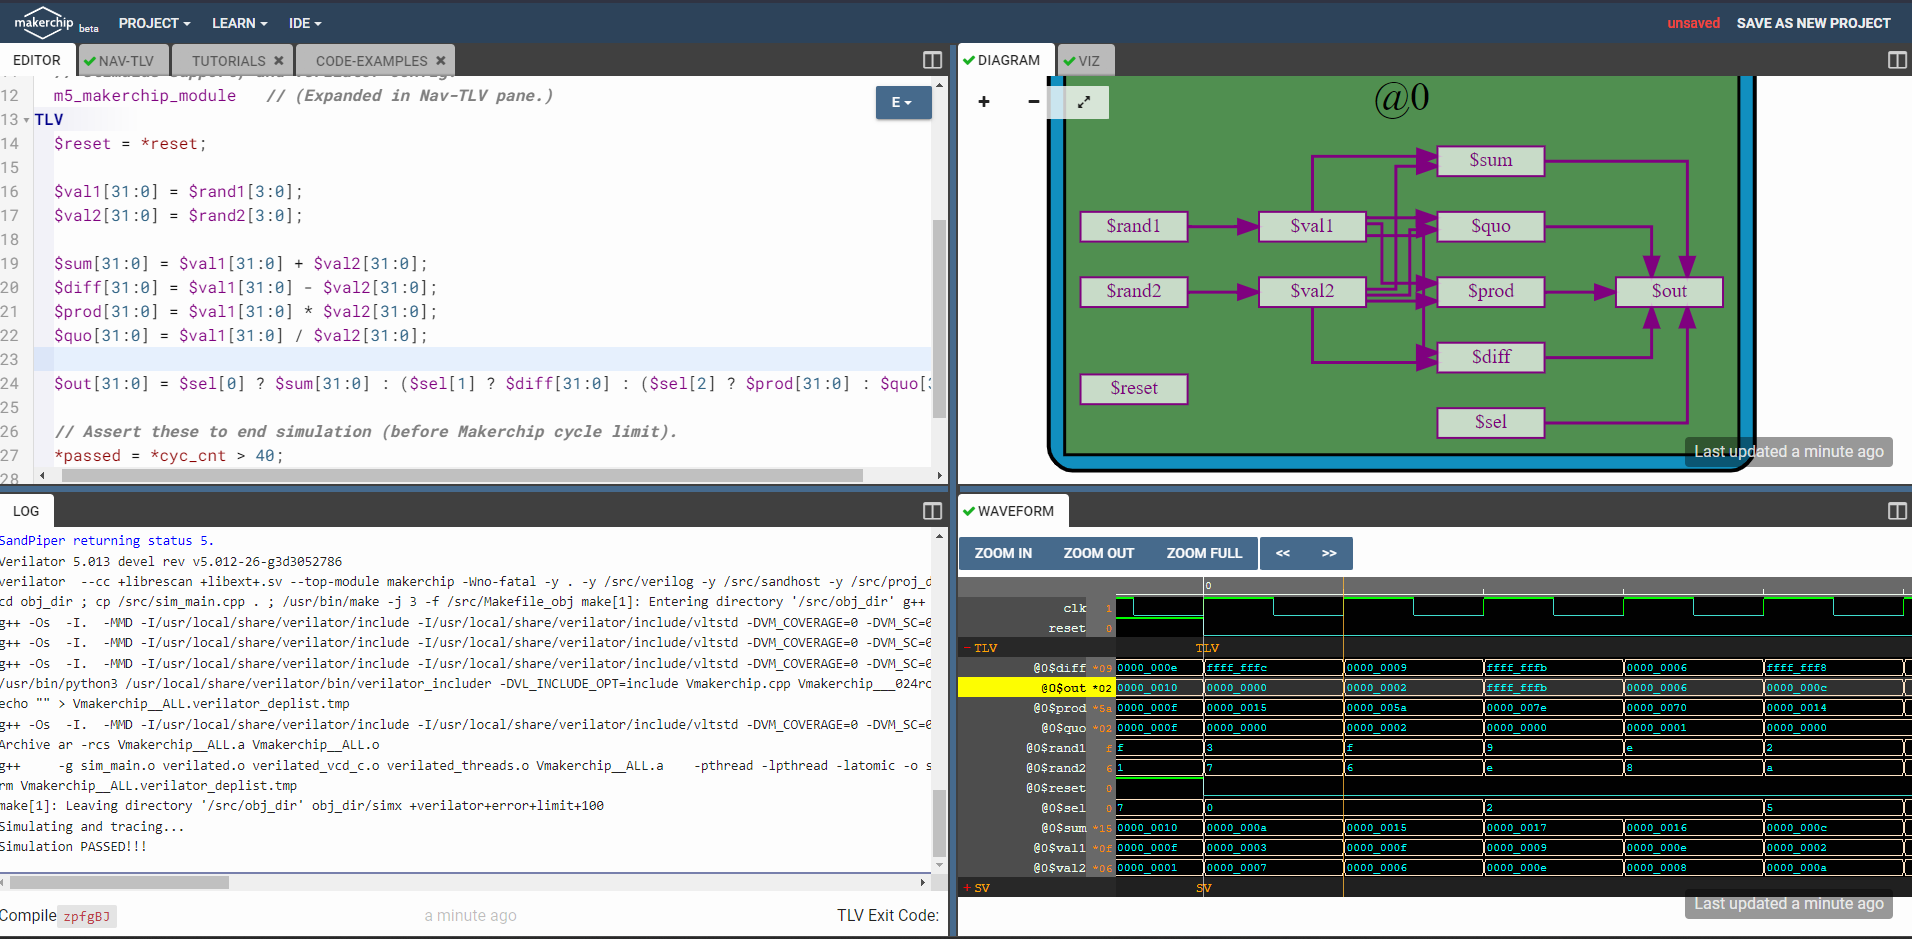 makerchip beta PROJECT LEARN IDE unsaved SAVE AS NEW PROJECT
EDITOR NAV-TLV TUTORIALS ✖ CODE-EXAMPLES ✖
E
12 m5_makerchip_module // (Expanded in Nav-TLV pane.)
13 TLV
14 $reset = *reset;
15
16 $val1[31:0] = $rand1[3:0];
17 $val2[31:0] = $rand2[3:0];
18
19 $sum[31:0] = $val1[31:0] + $val2[31:0];
20 $diff[31:0] = $val1[31:0] - $val2[31:0];
21 $prod[31:0] = $val1[31:0] * $val2[31:0];
22 $quo[31:0] = $val1[31:0] / $val2[31:0];
23
24 $out[31:0] = $sel[0] ? $sum[31:0] : ($sel[1] ? $diff[31:0] : ($sel[2] ? $prod[31:0] : $quo[3
25
26 // Assert these to end simulation (before Makerchip cycle limit).
27 *passed = *cyc_cnt > 40;
28
DIAGRAM VIZ
+ −
@0
$sum
$rand1 $val1 $quo
$rand2 $val2 $prod $out
$diff
$reset
$sel
Last updated a minute ago
LOG
SandPiper returning status 5.
Verilator 5.013 devel rev v5.012-26-g3d3052786
verilator --cc +librescan +libext+.sv --top-module makerchip -Wno-fatal -y . -y /src/verilog -y /src/sandhost -y /src/proj_d
cd obj_dir ; cp /src/sim_main.cpp . ; /usr/bin/make -j 3 -f /src/Makefile_obj make[1]: Entering directory '/src/obj_dir' g++
g++ -Os -I. -MMD -I/usr/local/share/verilator/include -I/usr/local/share/verilator/include/vltstd -DVM_COVERAGE=0 -DVM_SC=0
g++ -Os -I. -MMD -I/usr/local/share/verilator/include -I/usr/local/share/verilator/include/vltstd -DVM_COVERAGE=0 -DVM_SC=0
g++ -Os -I. -MMD -I/usr/local/share/verilator/include -I/usr/local/share/verilator/include/vltstd -DVM_COVERAGE=0 -DVM_SC=0
/usr/bin/python3 /usr/local/share/verilator/bin/verilator_includer -DVL_INCLUDE_OPT=include Vmakerchip.cpp Vmakerchip___024ro
echo "" > Vmakerchip__ALL.verilator_deplist.tmp
g++ -Os -I. -MMD -I/usr/local/share/verilator/include -I/usr/local/share/verilator/include/vltstd -DVM_COVERAGE=0 -DVM_SC=0
Archive ar -rcs Vmakerchip__ALL.a Vmakerchip__ALL.o
g++ -g sim_main.o verilated.o verilated_vcd_c.o verilated_threads.o Vmakerchip__ALL.a -pthread -lpthread -latomic -o s
rm Vmakerchip__ALL.verilator_deplist.tmp
make[1]: Leaving directory '/src/obj_dir' obj_dir/simx +verilator+error+limit+100
Simulating and tracing...
Simulation PASSED!!!
Compile zpfgBJ a minute ago TLV Exit Code:
WAVEFORM
ZOOM IN ZOOM OUT ZOOM FULL << >>
0
clk 1
reset 0
- TLV TLV
@0$diff *09 0000_000e ffff_fffc 0000_0009 ffff_fffb 0000_0006 ffff_fff8
@0$out *02 0000_0010 0000_0000 0000_0002 ffff_fffb 0000_0006 0000_000c
@0$prod *5a 0000_000f 0000_0015 0000_005a 0000_007e 0000_0070 0000_0014
@0$quo *02 0000_000f 0000_0000 0000_0002 0000_0000 0000_0001 0000_0000
@0$rand1 f f 3 f 9 e 2
@0$rand2 6 1 7 6 e 8 a
@0$reset 0
@0$sel 0 7 0 2 5
@0$sum *15 0000_0010 0000_000a 0000_0015 0000_0017 0000_0016 0000_000c
@0$val1 *0f 0000_000f 0000_0003 0000_000f 0000_0009 0000_000e 0000_0002
@0$val2 *06 0000_0001 0000_0007 0000_0006 0000_000e 0000_0008 0000_000a
+ SV SV
Last updated a minute ago